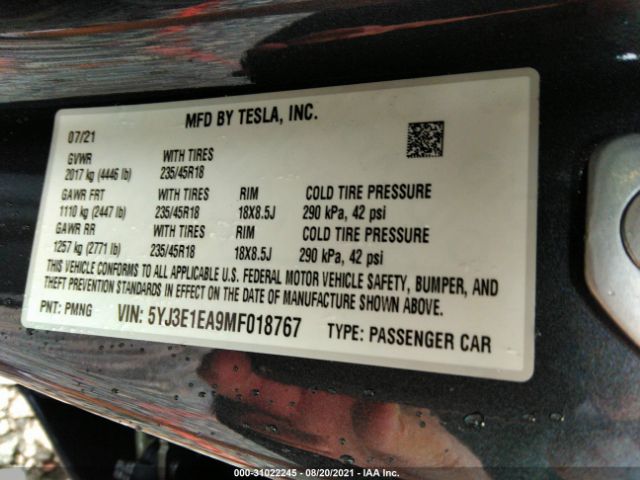 MFD BY TESLA, INC.
07/21
GVWR WITH TIRES
2017 kg (4446 lb) 235/45R18
GAWR FRT WITH TIRES RIM COLD TIRE PRESSURE
1110 kg (2447 lb) 235/45R18 18X8.5J 290 kPa, 42 psi
GAWR RR WITH TIRES RIM COLD TIRE PRESSURE
1257 kg (2771 lb) 235/45R18 18X8.5J 290 kPa, 42 psi
THIS VEHICLE CONFORMS TO ALL APPLICABLE U.S. FEDERAL MOTOR VEHICLE SAFETY, BUMPER, AND
THEFT PREVENTION STANDARDS IN EFFECT ON THE DATE OF MANUFACTURE SHOWN ABOVE.
PNT: PMNG VIN: 5YJ3E1EA9MF018767 TYPE: PASSENGER CAR
000-31022245 - 08/20/2021 - IAA Inc.